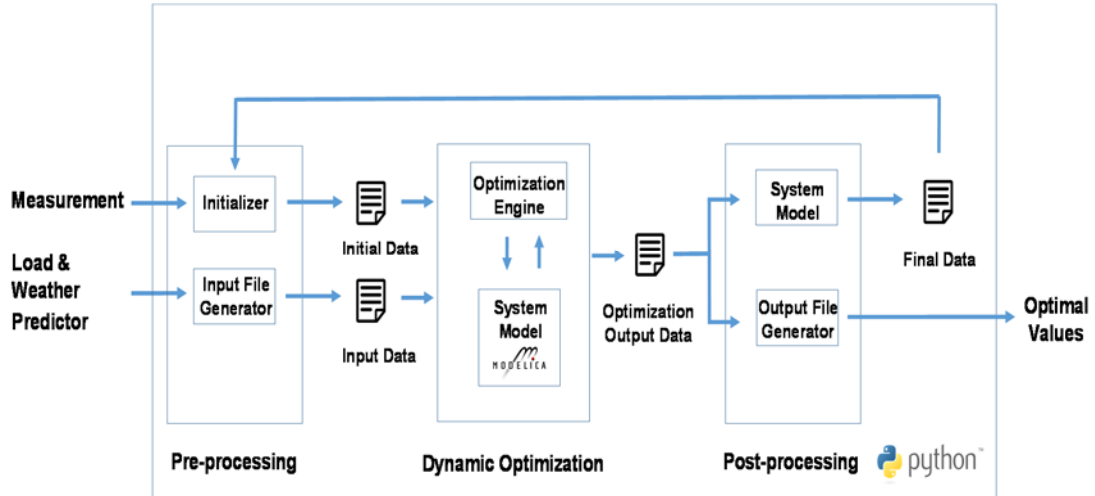 Measurement
Load &
Weather
Predictor
Initializer
Input File
Generator
Pre-processing
Initial Data
Input Data
Optimization
Engine
System
Model
MODELICA
Dynamic Optimization
Optimization
Output Data
System
Model
Output File
Generator
Post-processing
Final Data
python™
Optimal
Values